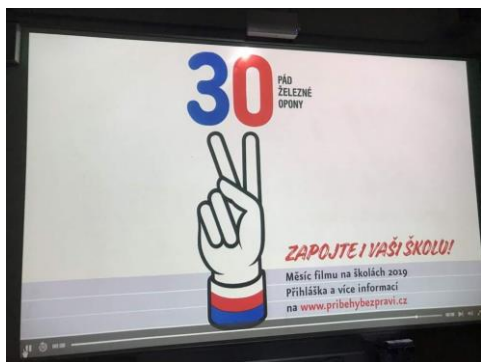 30
PÁD
ŽELEZNÉ
OPONY
ZAPOJTE I VAŠI ŠKOLU!
Měsíc filmu na školách 2019
Přihláška a více informací
na www.pribehybezpravi.cz